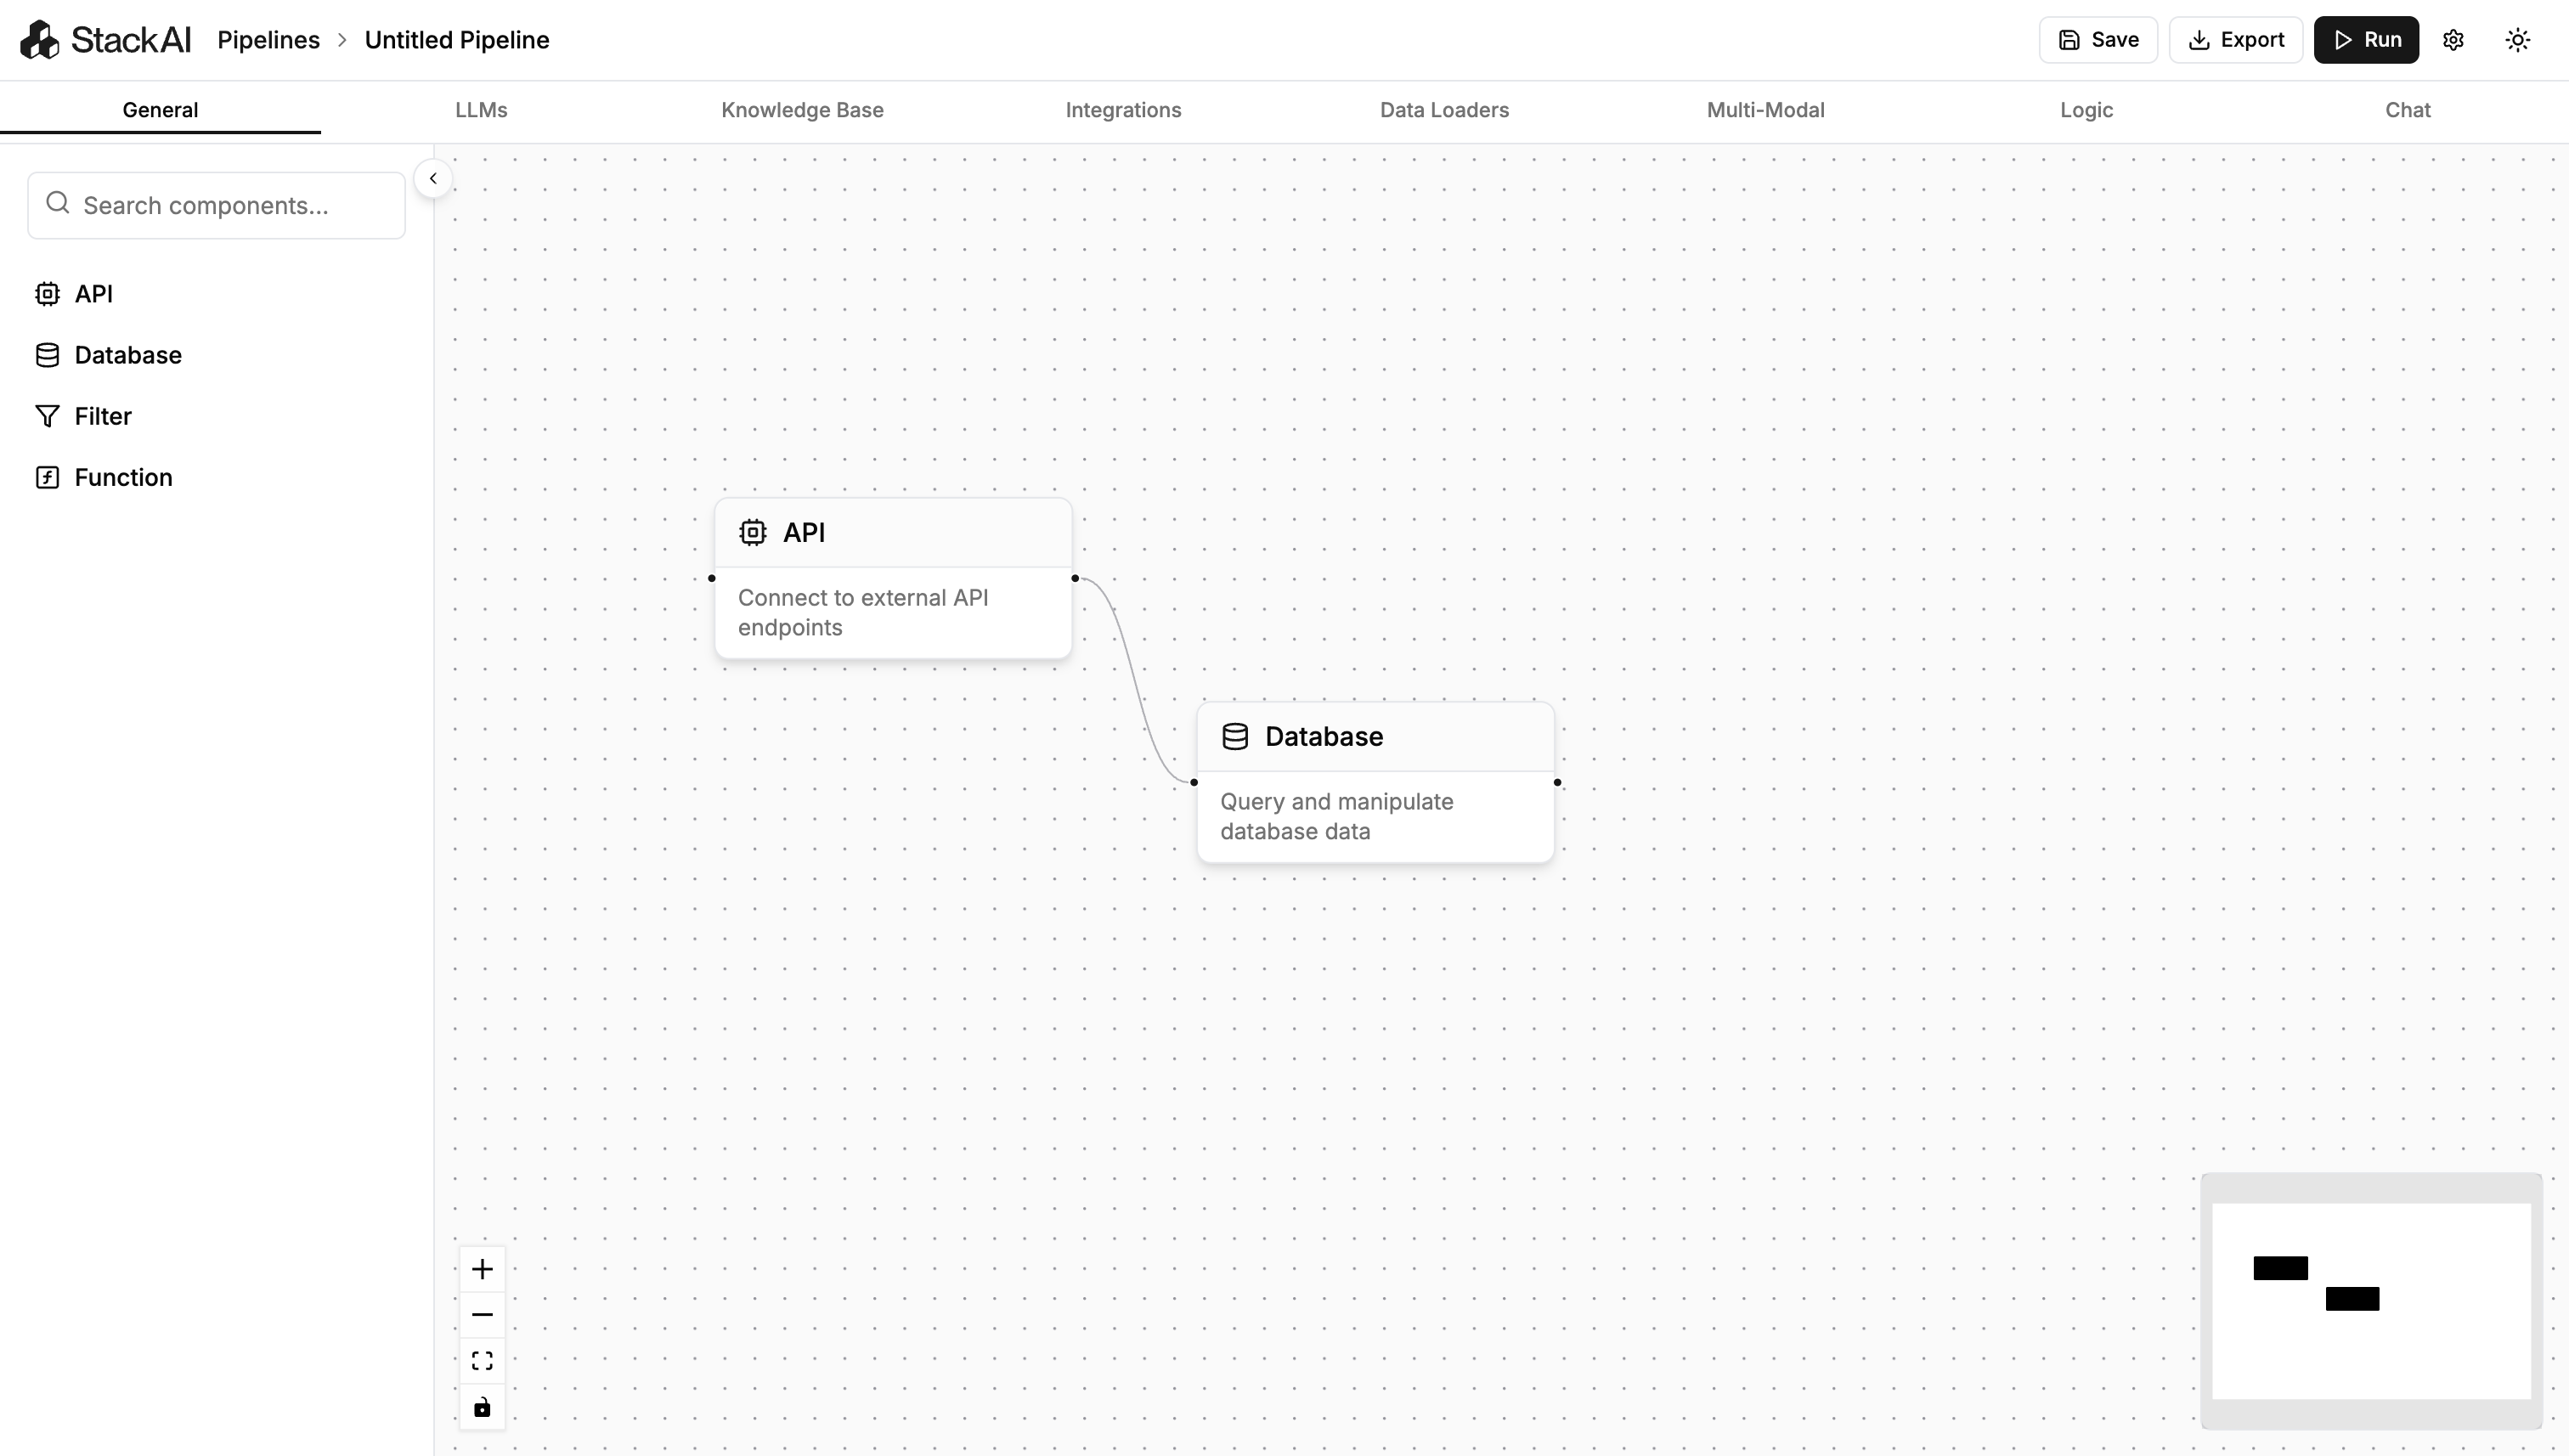 StackAI Pipelines > Untitled Pipeline
Save Export Run
General LLMs Knowledge Base Integrations Data Loaders Multi-Modal Logic Chat
Search components...
API
Database
Filter
Function
API
Connect to external API
endpoints
Database
Query and manipulate
database data